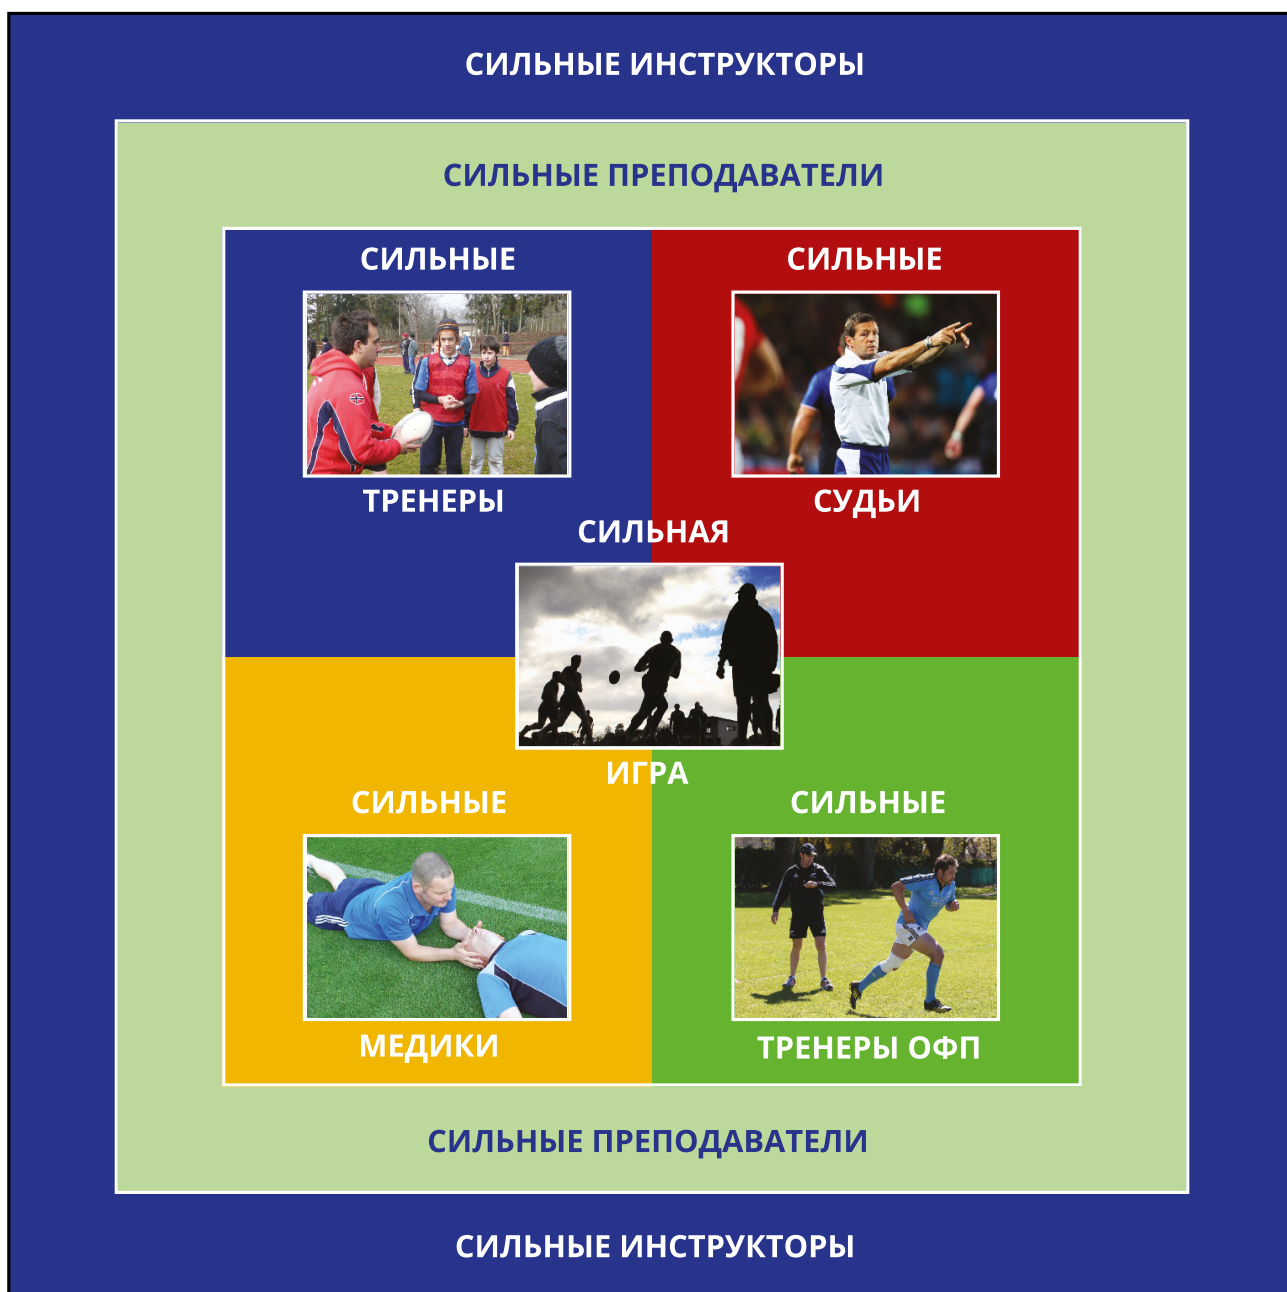 СИЛЬНЫЕ ИНСТРУКТОРЫ
СИЛЬНЫЕ ПРЕПОДАВАТЕЛИ
СИЛЬНЫЕ
ТРЕНЕРЫ
СИЛЬНЫЕ
СУДЬИ
СИЛЬНАЯ
ИГРА
СИЛЬНЫЕ
МЕДИКИ
СИЛЬНЫЕ
ТРЕНЕРЫ ОФП
СИЛЬНЫЕ ПРЕПОДАВАТЕЛИ
СИЛЬНЫЕ ИНСТРУКТОРЫ